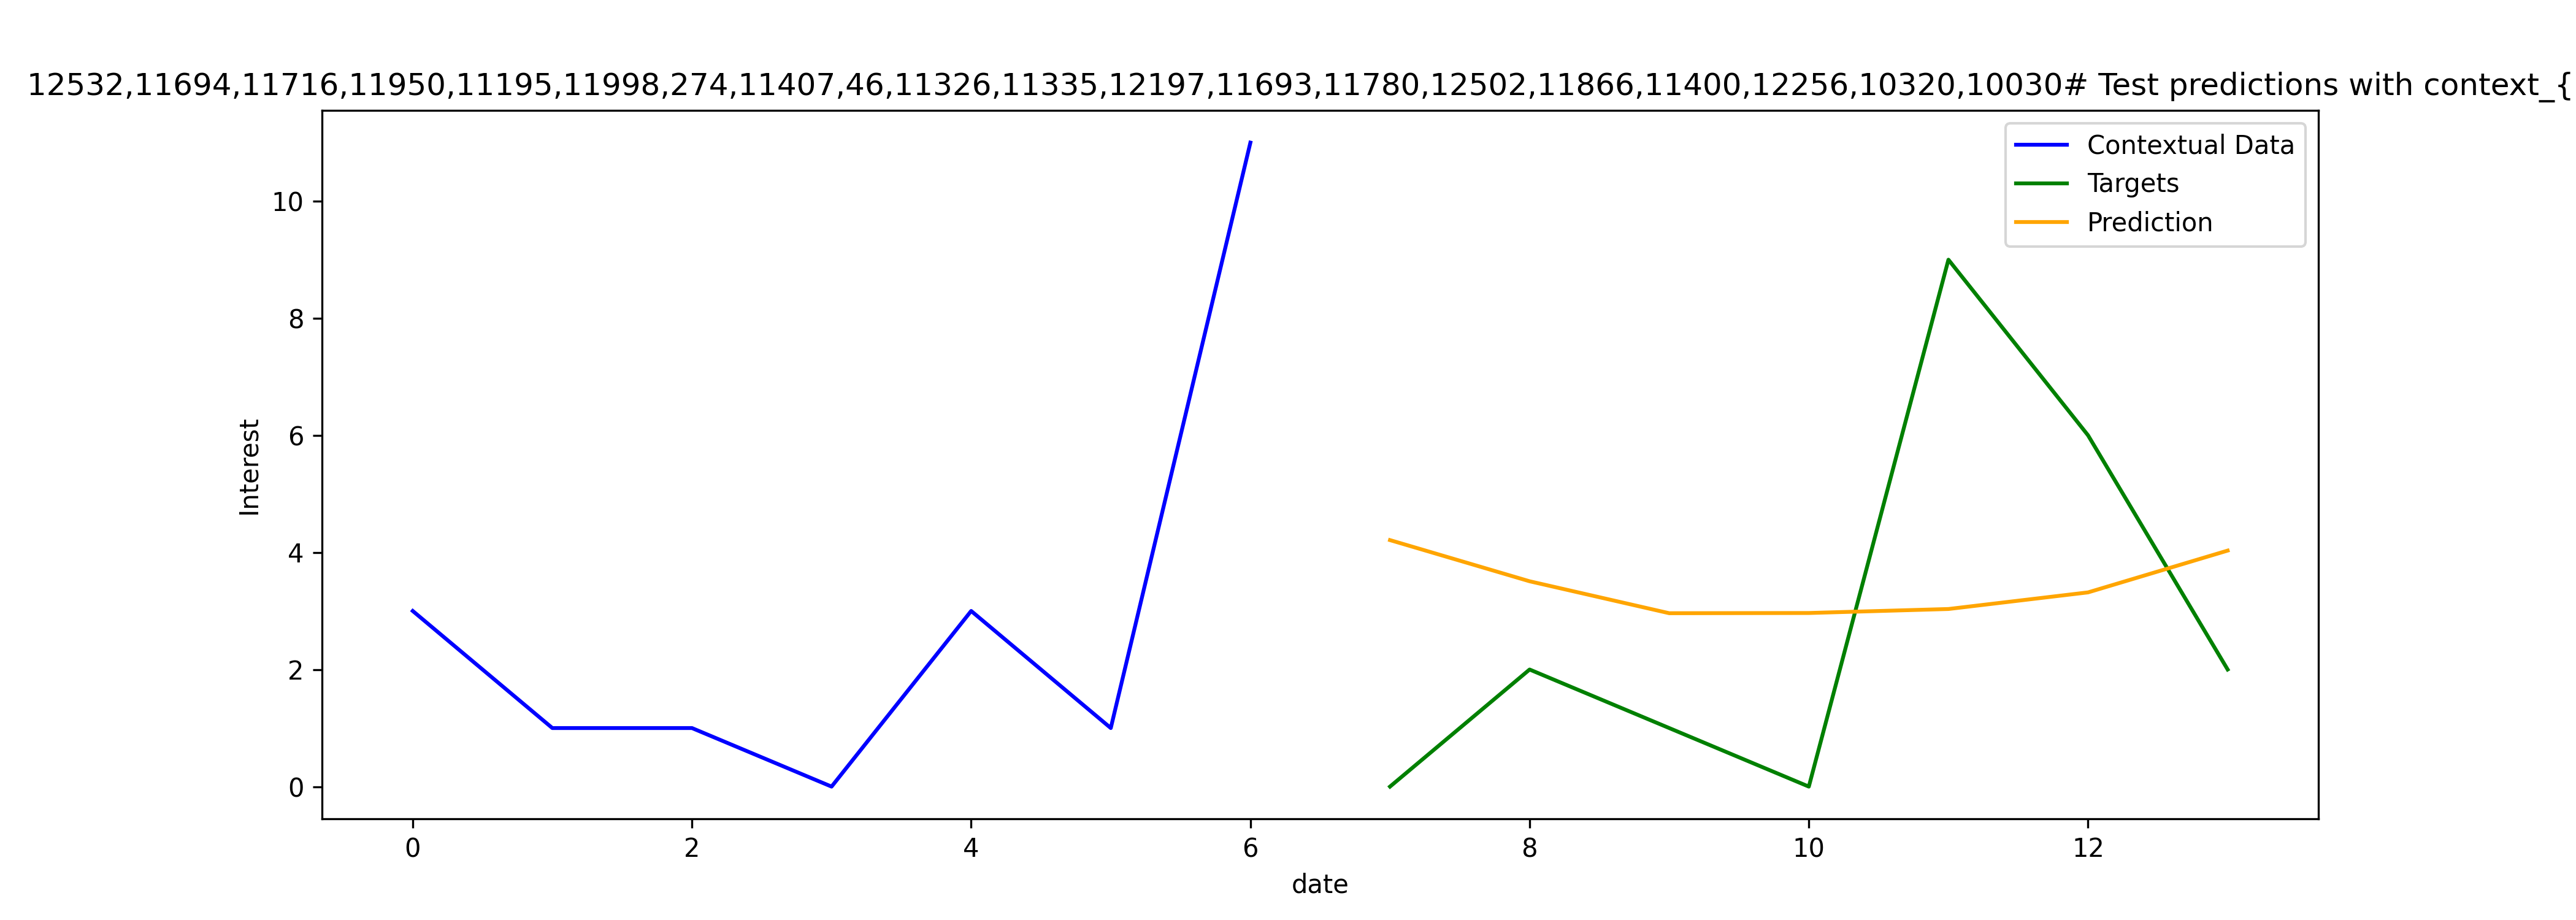 12532,11694,11716,11950,11195,11998,274,11407,46,11326,11335,12197,11693,11780,12502,11866,11400,12256,10320,10030# Test predictions with context_{
Contextual Data
Targets
Prediction
Interest
10
8
6
4
2
0
0 2 4 6 8 10 12
date